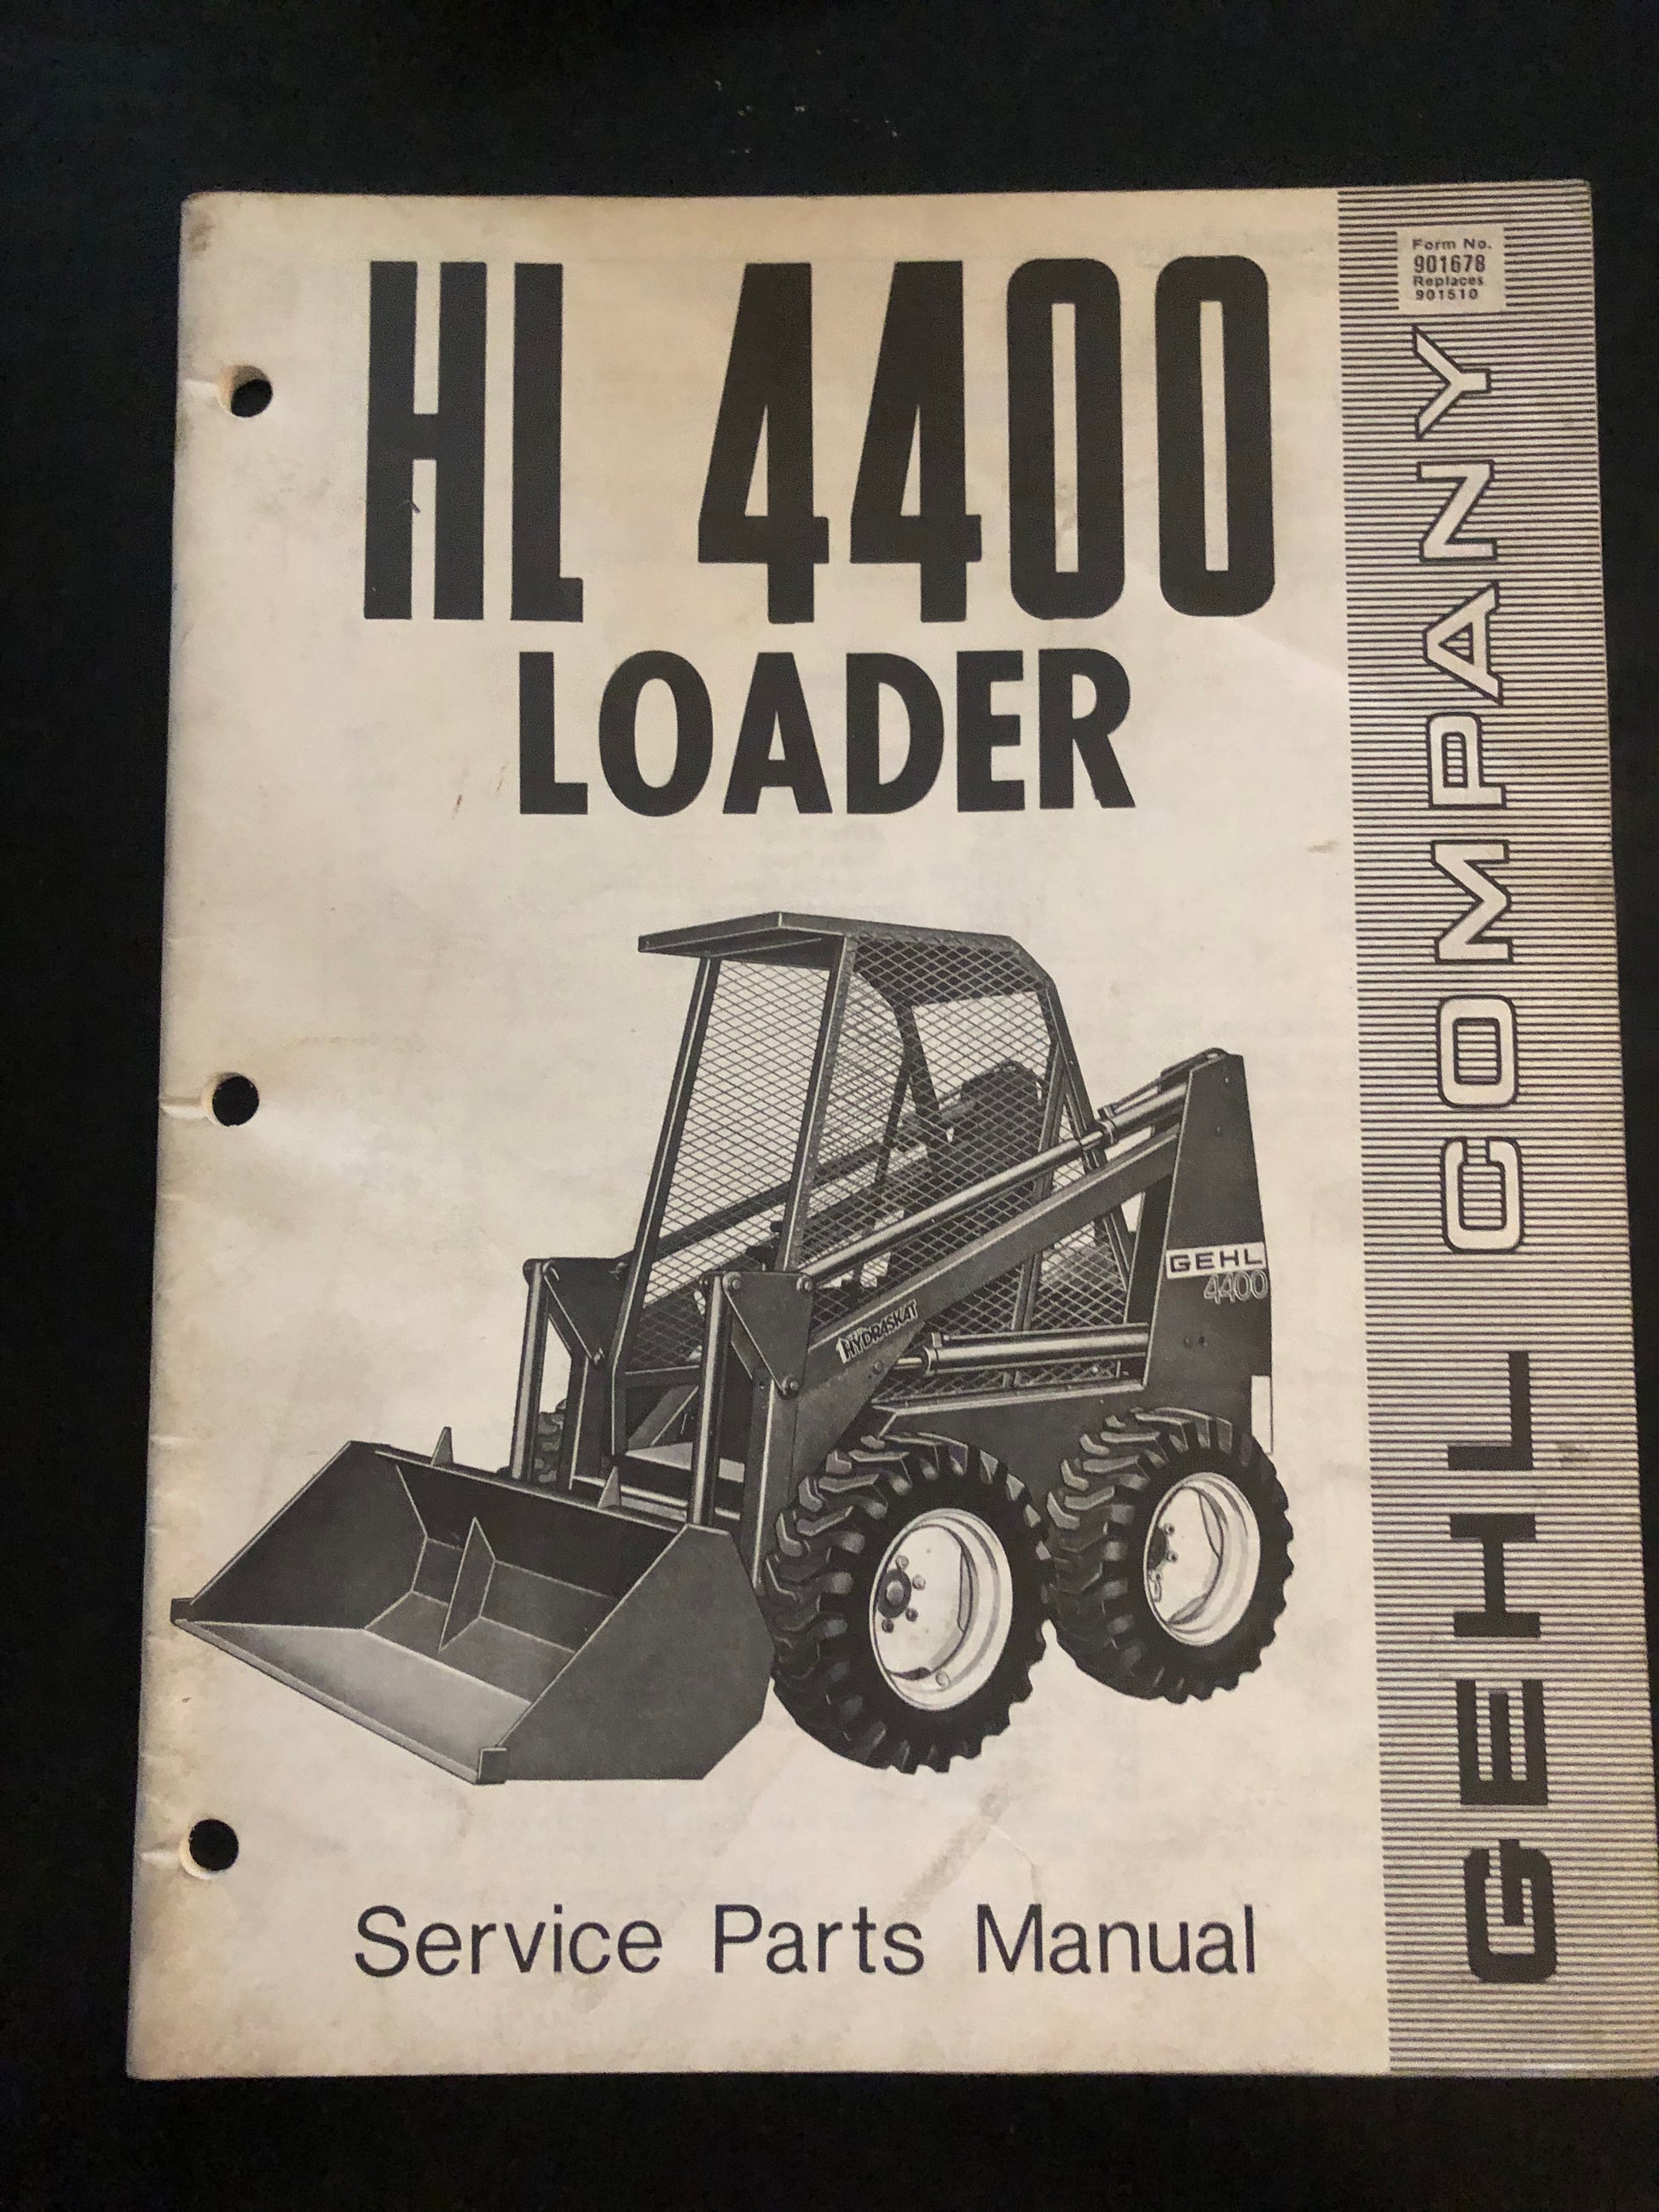 HL 4400
LOADER
Form No.
901678
Replaces
901510
GEHL COMPANY
GEHL
4400
HYDRASKAT
Service Parts Manual